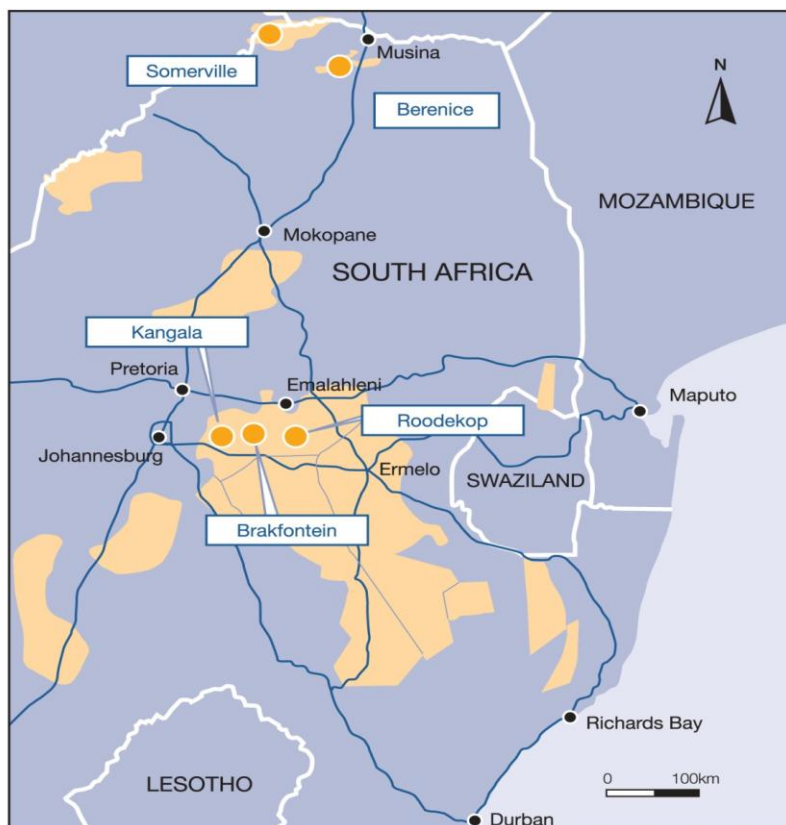 Musina
Somerville
N
Berenice
MOZAMBIQUE
Mokopane
SOUTH AFRICA
Kangala
Pretoria
Emalahleni
Maputo
Roodekop
Johannesburg
Ermelo
SWAZILAND
Brakfontein
Richards Bay
0 100km
LESOTHO
Durban